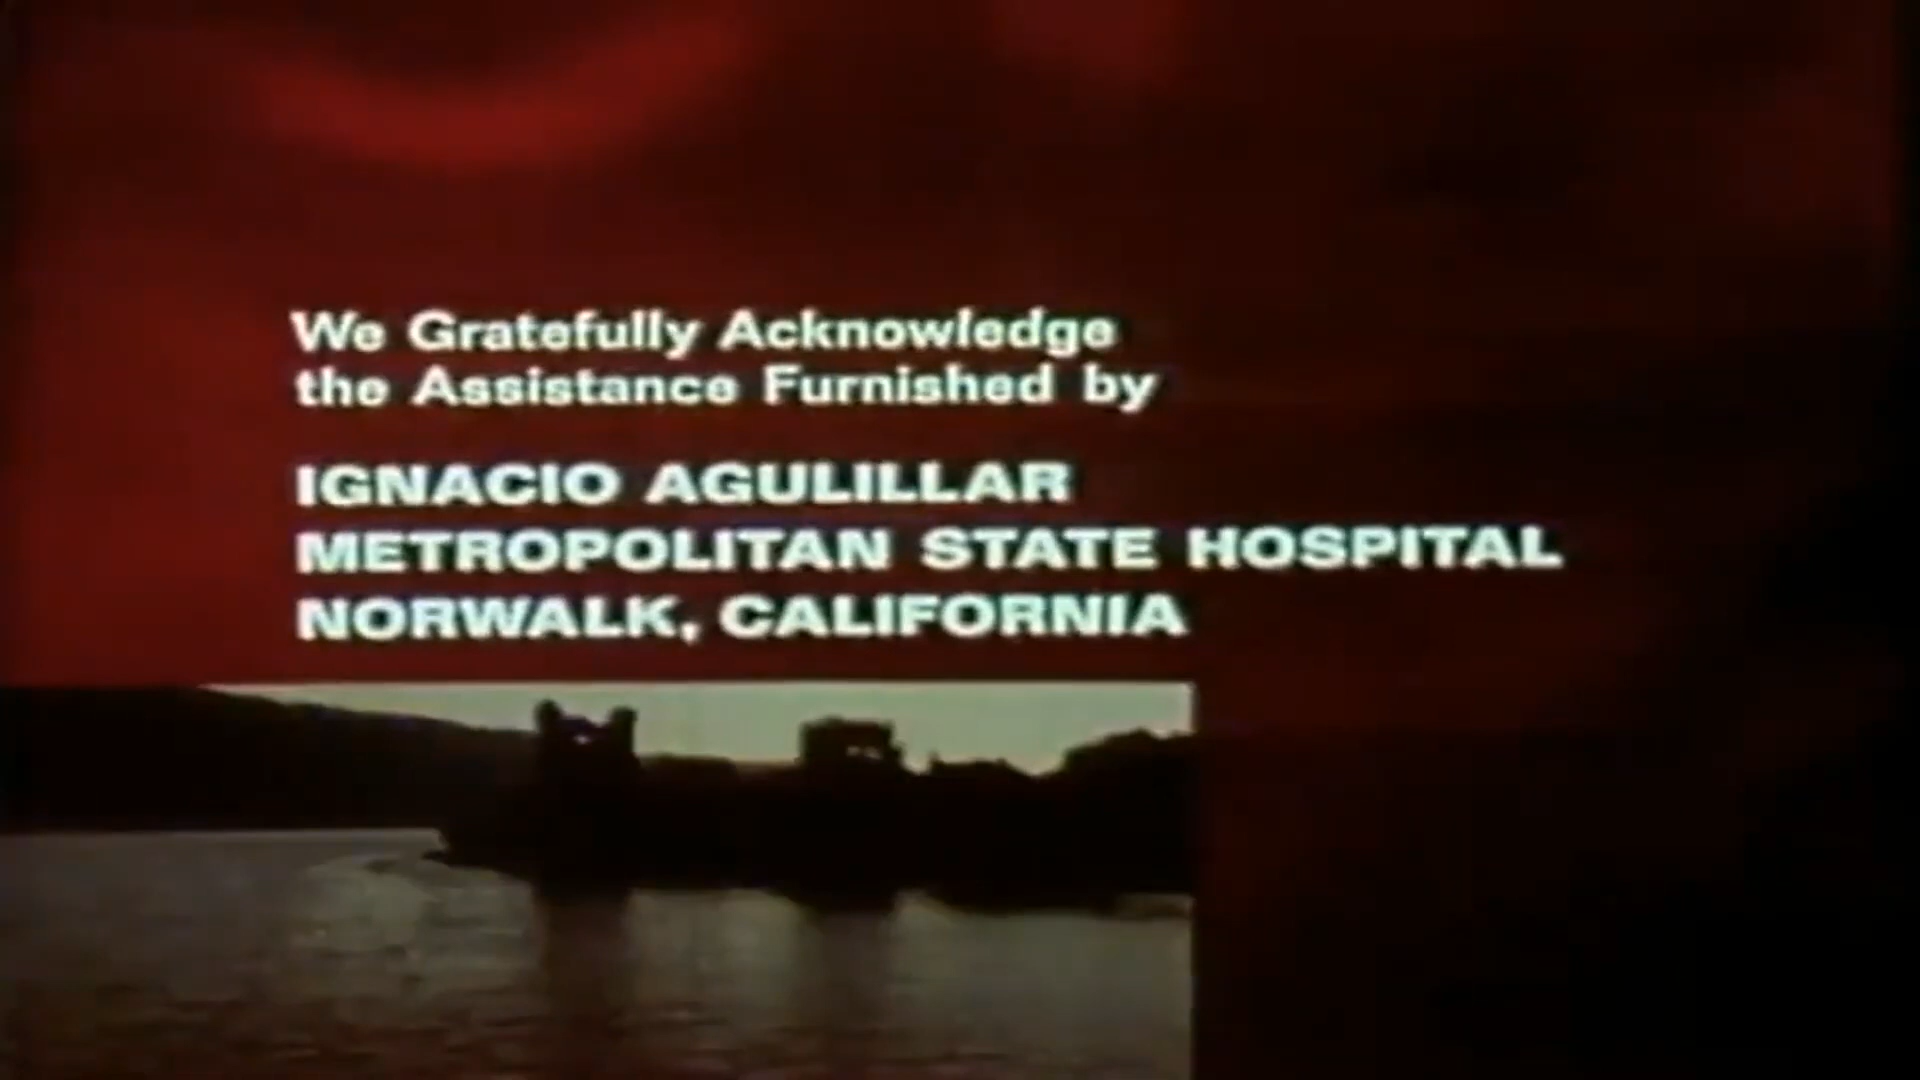 We Gratefully Acknowledge
the Assistance Furnished by
IGNACIO AGULILLAR
METROPOLITAN STATE HOSPITAL
NORWALK, CALIFORNIA